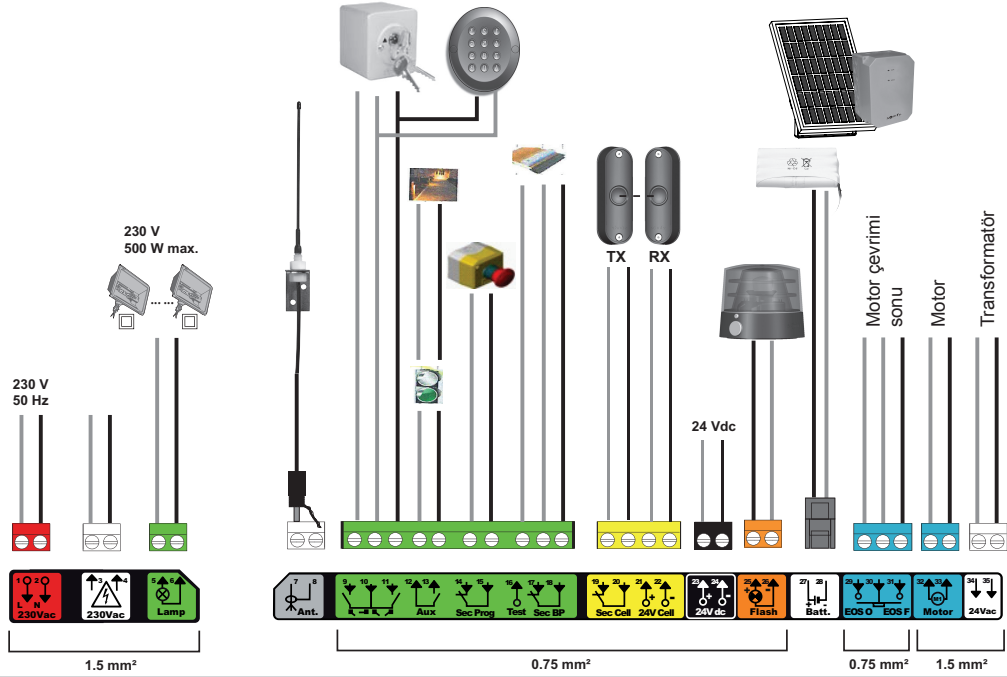 230 V
500 W max.
... ...
TX
RX
230 V
50 Hz
24 Vdc
Motor çevrimi
sonu
Motor
Transformatör
1 2
L N
230Vac
3 4
230Vac
5 6
Lamp
7 8
Ant.
9 10 11
12 13
Aux
14 15
Sec Prog
16
Test
17 18
Sec BP
19 20
Sec Cell
21 22
+ -
24V Cell
23 24
+ -
24V dc
25 26
+ -
Flash
27 28
Batt.
29 30 31
EOS O EOS F
32 33
M1
Motor
34 35
24Vac
1.5 mm²
0.75 mm²
0.75 mm²
1.5 mm²